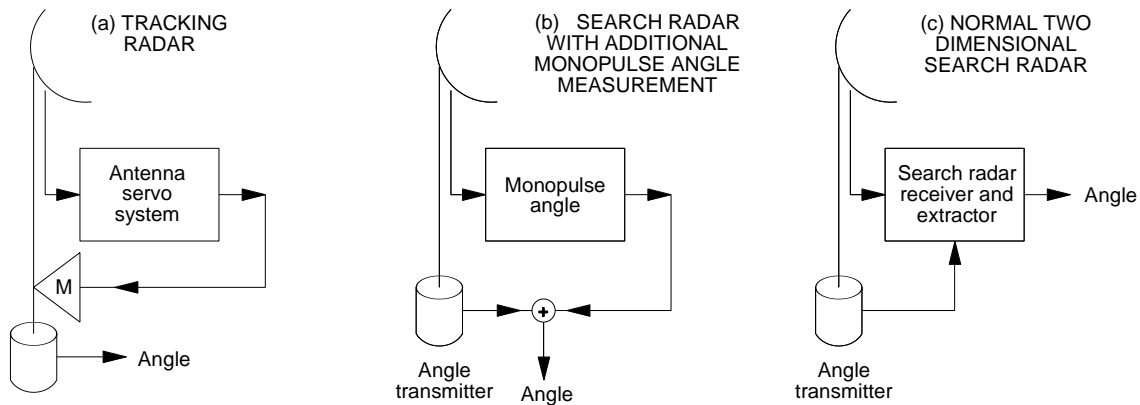 (a) TRACKING
RADAR
Antenna
servo
system
M
Angle
(b) SEARCH RADAR
WITH ADDITIONAL
MONOPULSE ANGLE
MEASUREMENT
Monopulse
angle
+
Angle
transmitter
Angle
(c) NORMAL TWO
DIMENSIONAL
SEARCH RADAR
Search radar
receiver and
extractor
Angle
Angle
transmitter